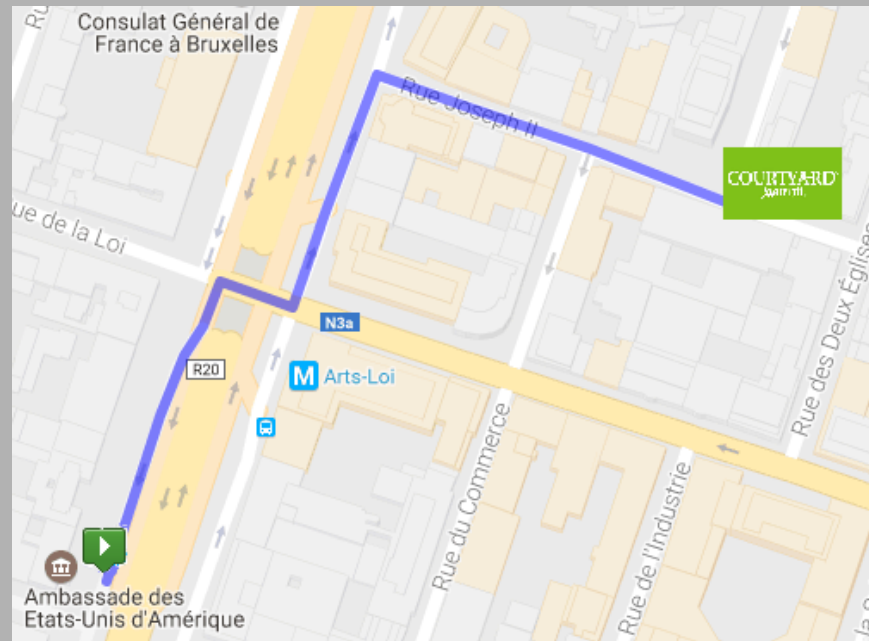 Consulat Général de
France à Bruxelles
Rue Joseph II
COURTYARD
Marriott
ue de la Loi
N3a
R20
M Arts-Loi
Rue des Deux Églises
Rue du Commerce
Rue de l'Industrie
Ambassade des
Etats-Unis d'Amérique